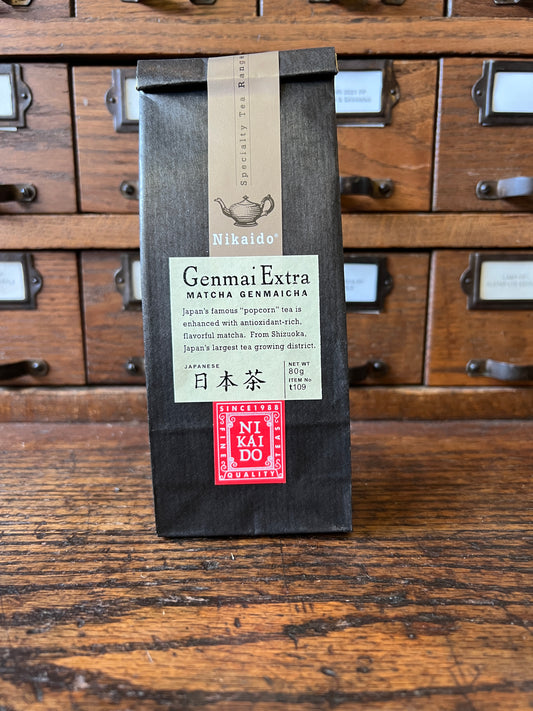 Specialty Tea Range
Nikaido®
Genmai Extra
MATCHA GENMAICHA
Japan's famous "popcorn" tea is
enhanced with antioxidant-rich,
flavorful matcha. From Shizuoka,
Japan's largest tea growing district.
JAPANESE
日本茶
NET WT
80g
ITEM No
t109
SINCE 1988
FINE
TEAS
NI
KAI
DO
QUALITY